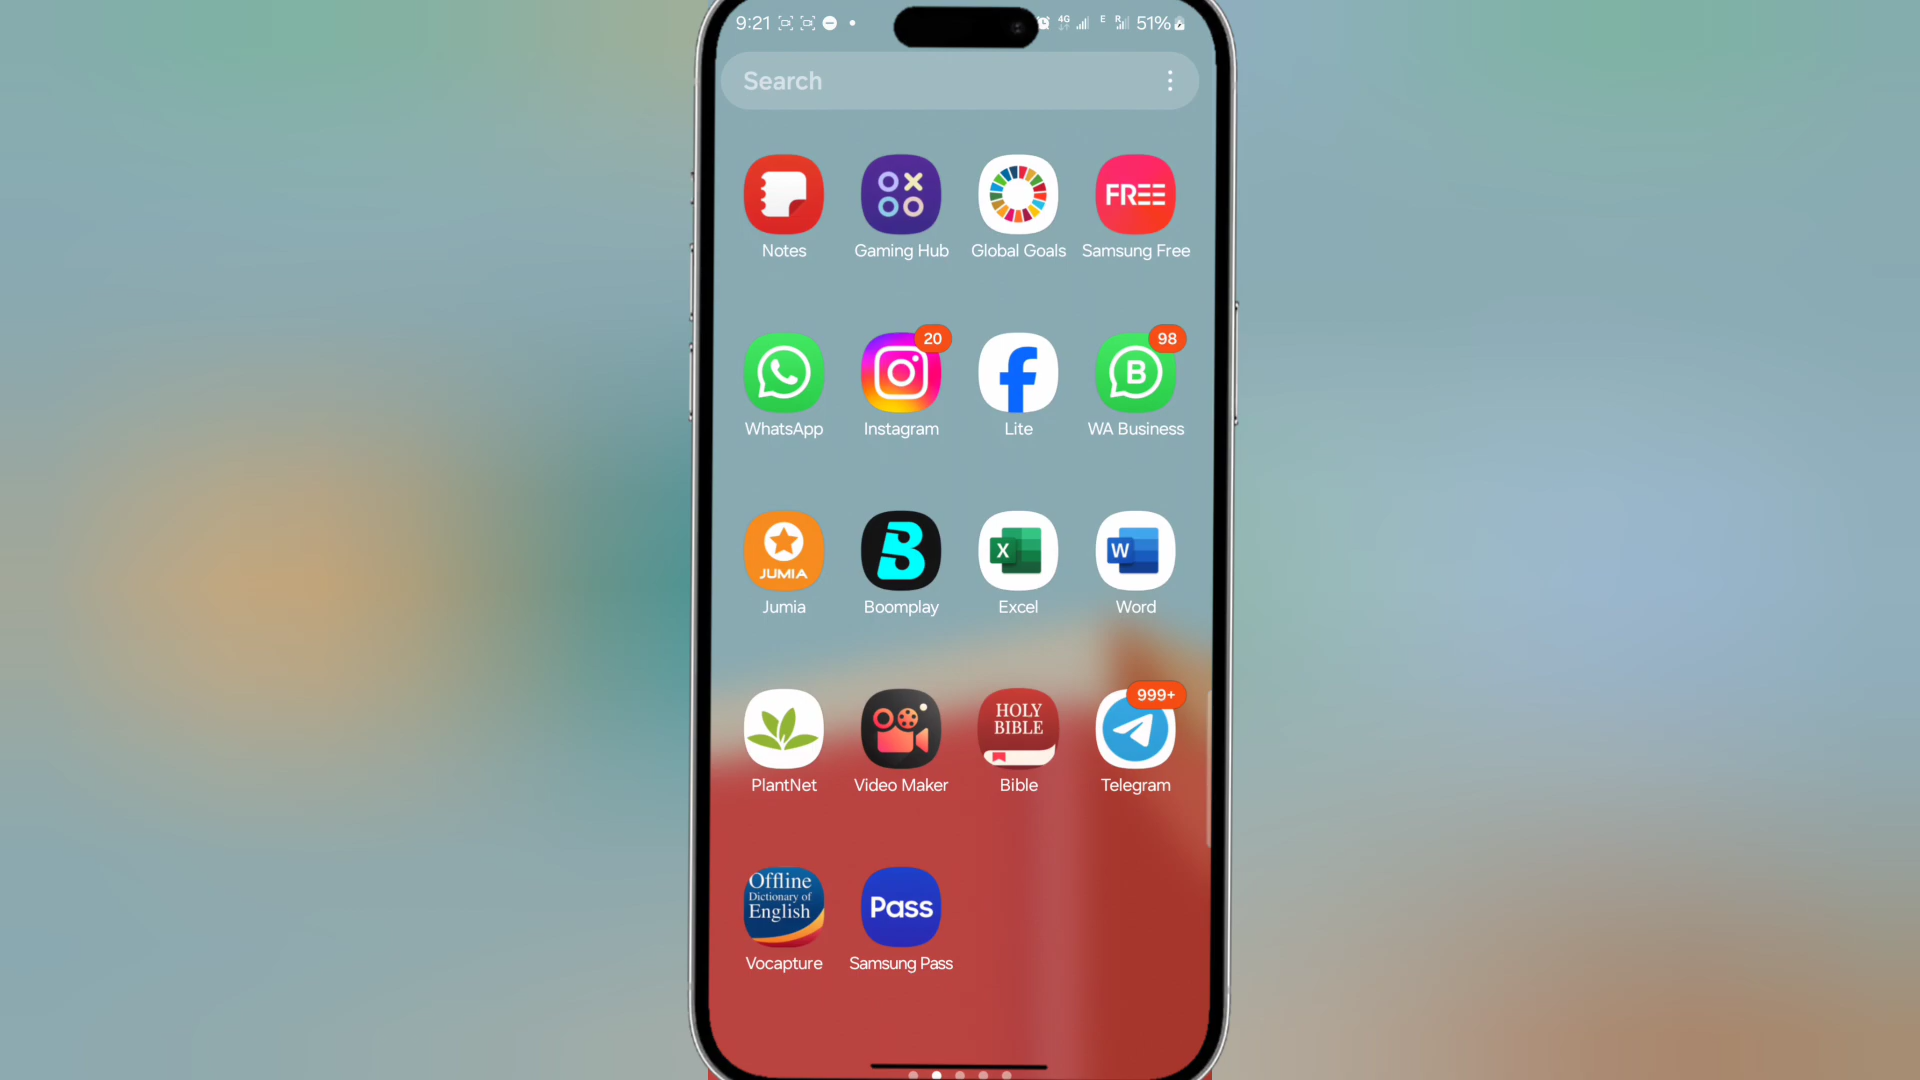 9:21 4G E R 51%
Search
FREE
Notes Gaming Hub Global Goals Samsung Free
20 98
B
WhatsApp Instagram Lite WA Business
JUMIA B X W
Jumia Boomplay Excel Word
999+
HOLY
BIBLE
PlantNet Video Maker Bible Telegram
Offline
Dictionary of
English
Pass
Vocapture Samsung Pass